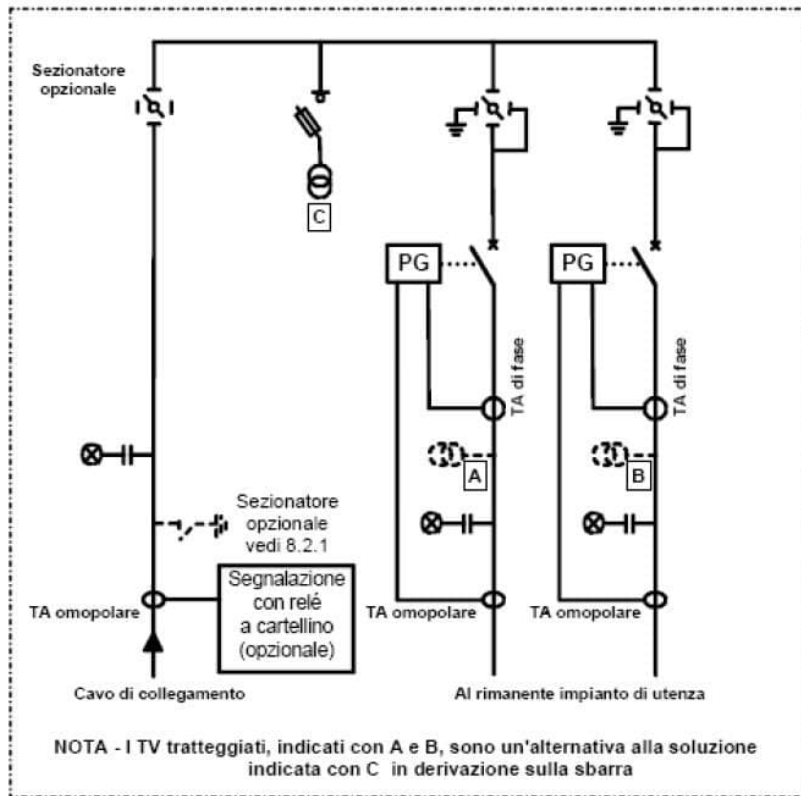 Sezionatore
opzionale
C
PG
PG
TA di fase
TA di fase
A
B
Sezionatore
opzionale
vedi 8.2.1
Segnalazione
con relé
a cartellino
(opzionale)
TA omopolare
TA omopolare
TA omopolare
Cavo di collegamento
Al rimanente impianto di utenza
NOTA - I TV tratteggiati, indicati con A e B, sono un'alternativa alla soluzione
indicata con C in derivazione sulla sbarra